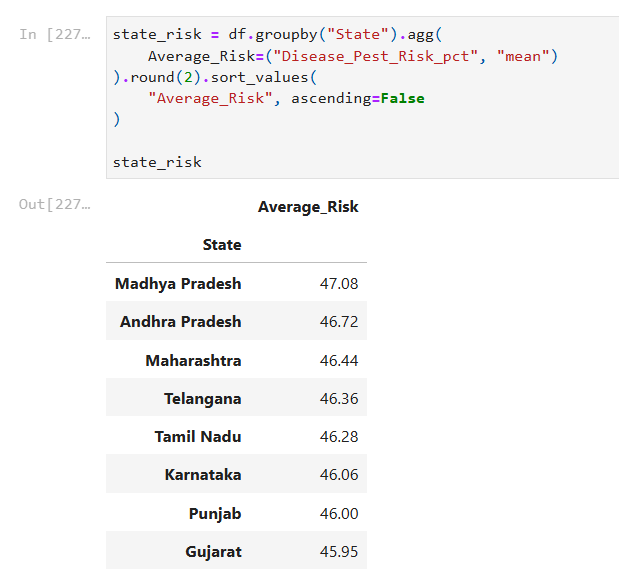 In [227…
state_risk = df.groupby("State").agg(
    Average_Risk=("Disease_Pest_Risk_pct", "mean")
).round(2).sort_values(
    "Average_Risk", ascending=False
)
state_risk
Out[227…
Average_Risk
State
Madhya Pradesh 47.08
Andhra Pradesh 46.72
Maharashtra 46.44
Telangana 46.36
Tamil Nadu 46.28
Karnataka 46.06
Punjab 46.00
Gujarat 45.95